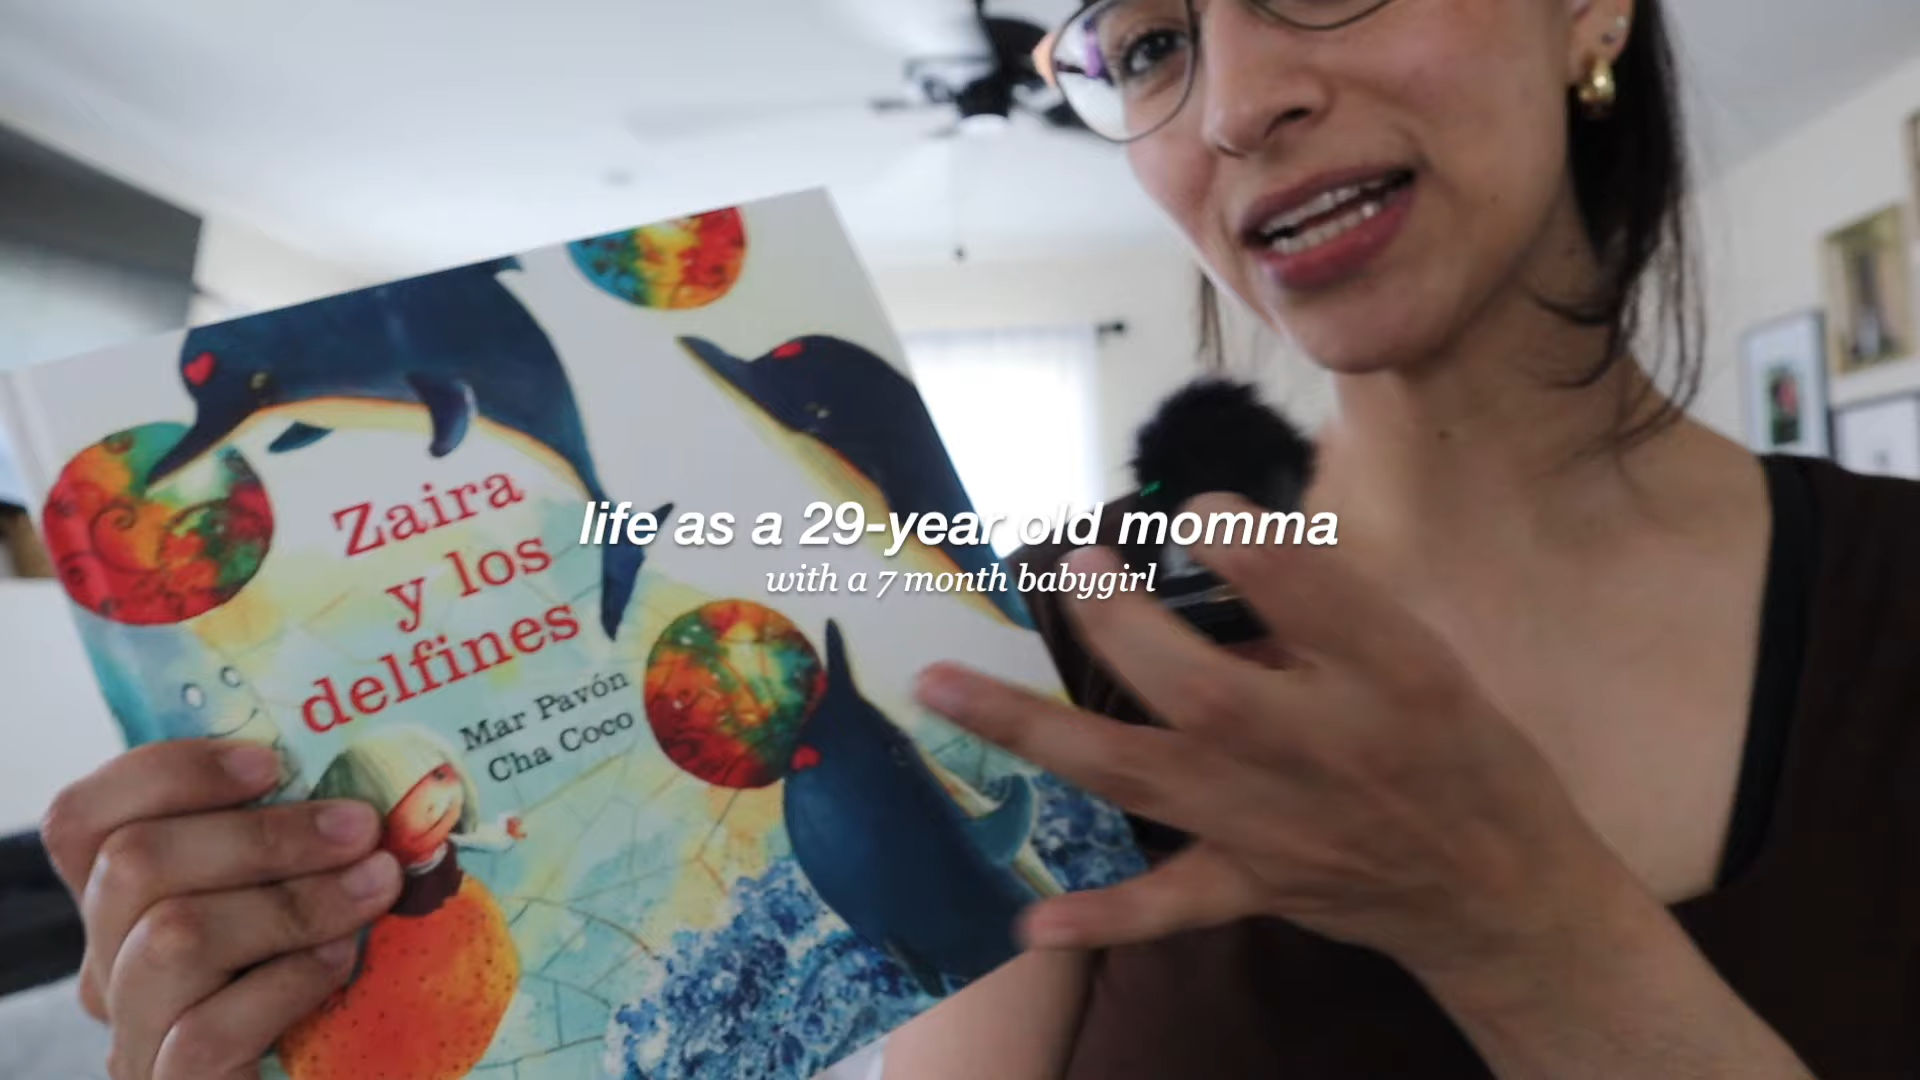 Zaira
y los
delfines
Mar Pavón
Cha Coco
life as a 29-year old momma
with a 7 month babygirl